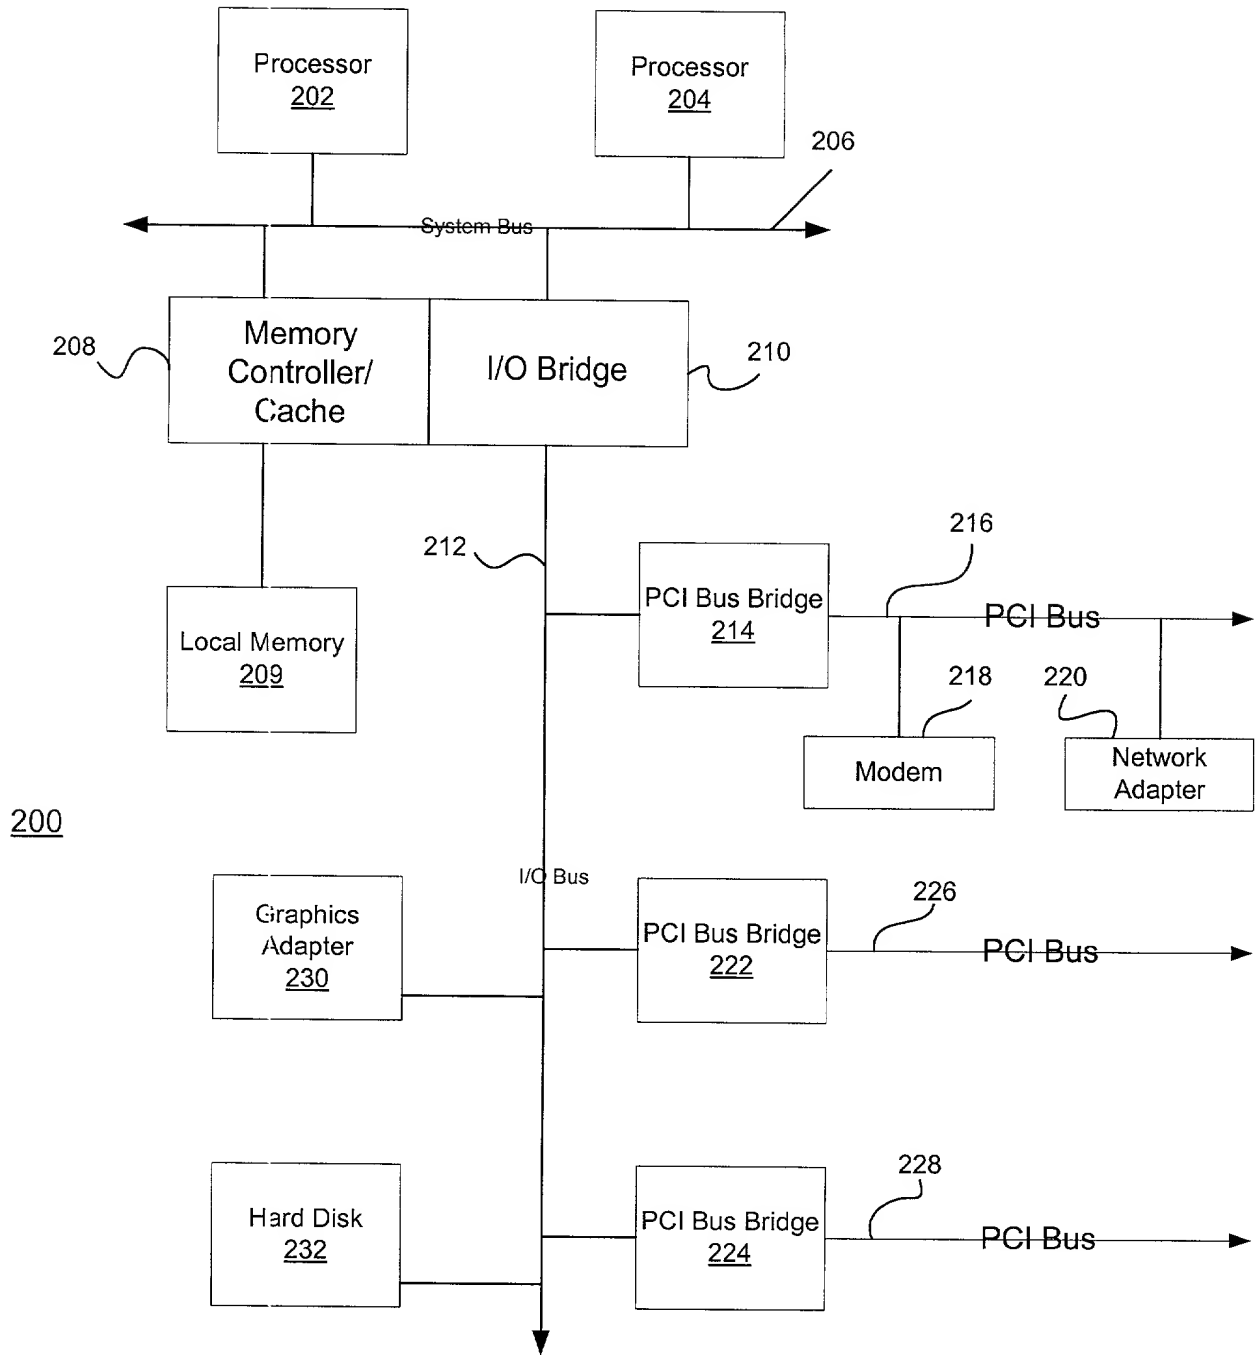 Processor
202
Processor
204
206
System Bus
208
Memory
Controller/
Cache
I/O Bridge
210
212
216
PCI Bus Bridge
214
PCI Bus
Local Memory
209
218
220
Modem
Network
Adapter
200
I/O Bus
Graphics
Adapter
230
PCI Bus Bridge
222
226
PCI Bus
228
Hard Disk
232
PCI Bus Bridge
224
PCI Bus